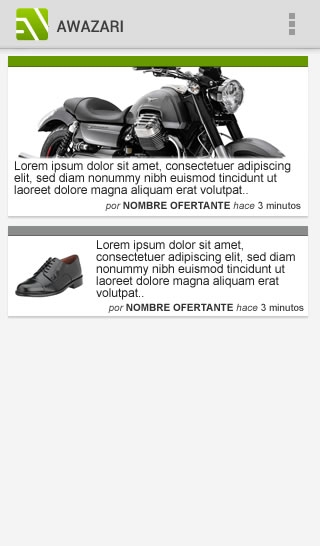 AWAZARI
Lorem ipsum dolor sit amet, consectetuer adipiscing
elit, sed diam nonummy nibh euismod tincidunt ut
laoreet dolore magna aliquam erat volutpat..
por NOMBRE OFERTANTE hace 3 minutos
Lorem ipsum dolor sit amet,
consectetuer adipiscing elit, sed diam
nonummy nibh euismod tincidunt ut
laoreet dolore magna aliquam erat
volutpat..
por NOMBRE OFERTANTE hace 3 minutos